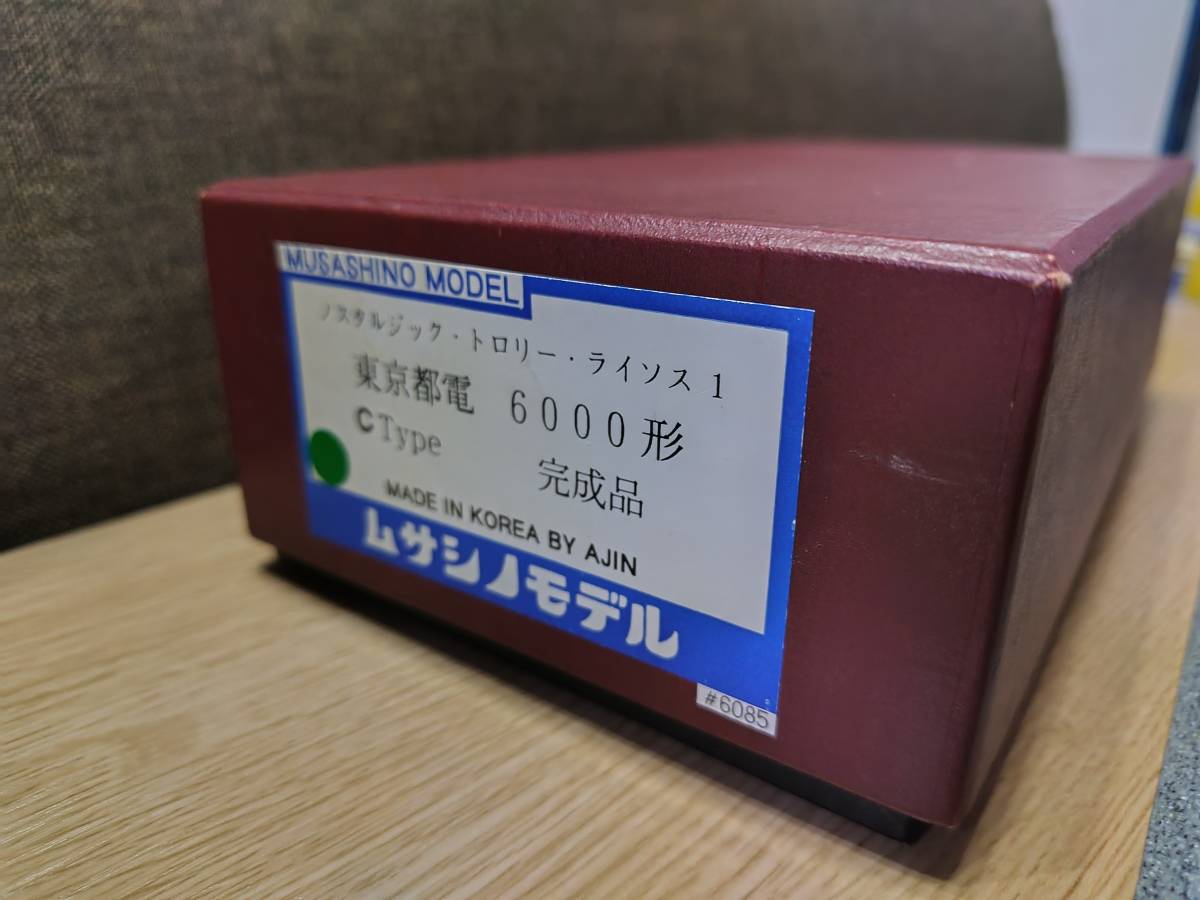 MUSASHINO MODEL
ノスタルジック・トロリー・ラインズ 1
東京都電 6000形
C Type 完成品
MADE IN KOREA BY AJIN
ムサシノモデル
#6085